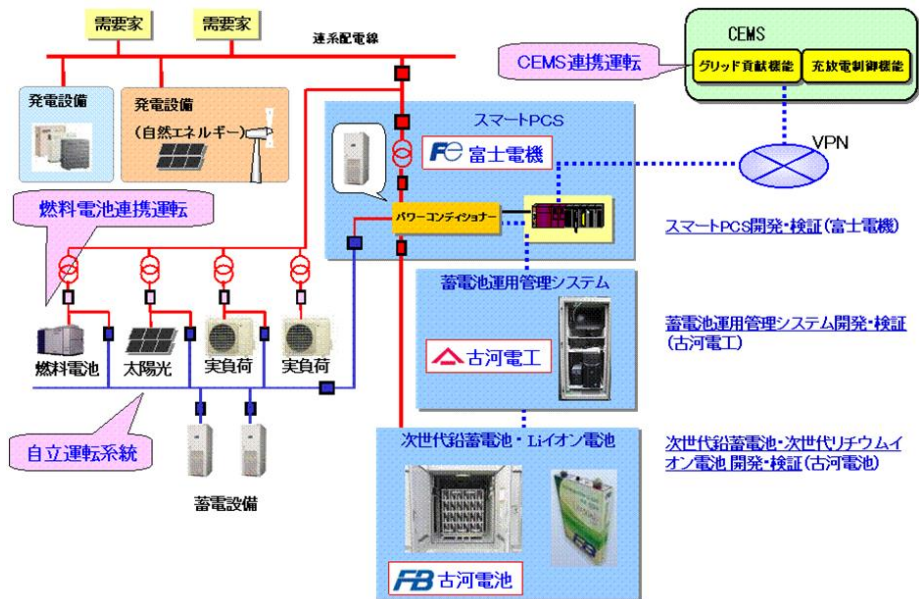 需要家
需要家
連系配電線
CEMS
CEMS連携運転
グリッド貢献機能
充放電制御機能
発電設備
発電設備
(自然エネルギー)
スマートPCS
Fe 富士電機
VPN
燃料電池連携運転
パワーコンディショナー
スマートPCS開発・検証(富士電機)
蓄電池運用管理システム
蓄電池運用管理システム開発・検証
(古河電工)
古河電工
燃料電池
太陽光
実負荷
実負荷
自立運転系統
次世代鉛蓄電池・Liイオン電池
次世代鉛蓄電池・次世代リチウムイ
オン電池 開発・検証(古河電池)
蓄電設備
FB
FB 古河電池